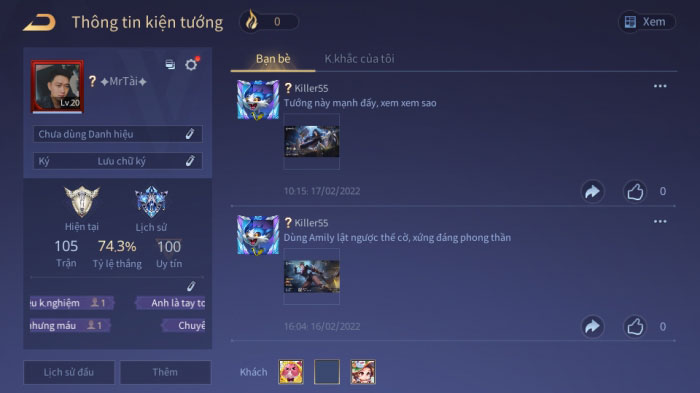 Thông tin kiện tướng
0
Xem
Bạn bè
K.khắc của tôi
✦MrTài✦
Lv.20
Chưa dùng Danh hiệu
Ký
Lưu chữ ký
Hiện tại
Lịch sử
105
74.3%
100
Trận
Tỷ lệ thắng
Uy tín
k.nghiệm 1
Anh là tay
nhưng máu 1
Lịch sử đấu
Thêm
Killer55
Tướng này mạnh đấy, xem xem sao
10:15: 17/02/2022
0
Killer55
Dùng Amily lật ngược thế cờ, xứng đáng phong thần
16:04: 16/02/2022
0
Khách